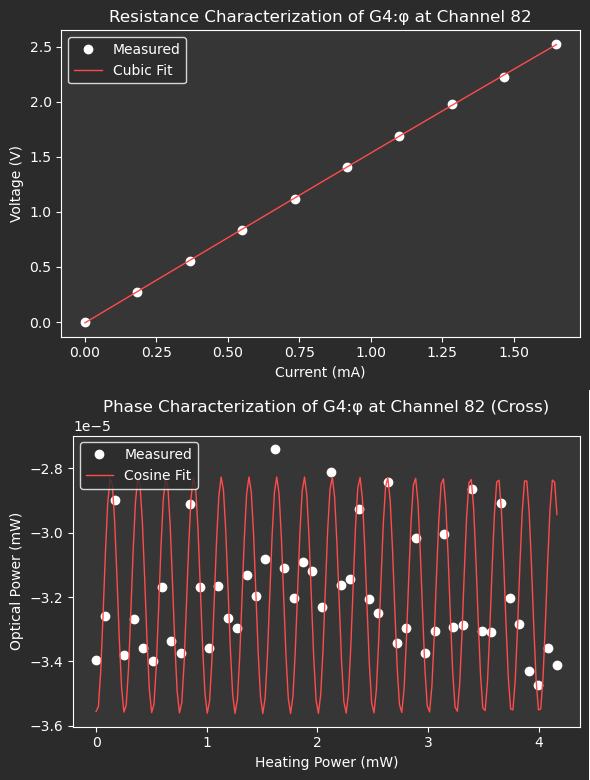 Resistance Characterization of G4:φ at Channel 82
Measured
Cubic Fit
2.5
2.0
1.5
1.0
0.5
0.0
Voltage (V)
0.00 0.25 0.50 0.75 1.00 1.25 1.50
Current (mA)
Phase Characterization of G4:φ at Channel 82 (Cross)
1e−5
Measured
Cosine Fit
−2.8
−3.0
−3.2
−3.4
−3.6
Optical Power (mW)
0 1 2 3 4
Heating Power (mW)